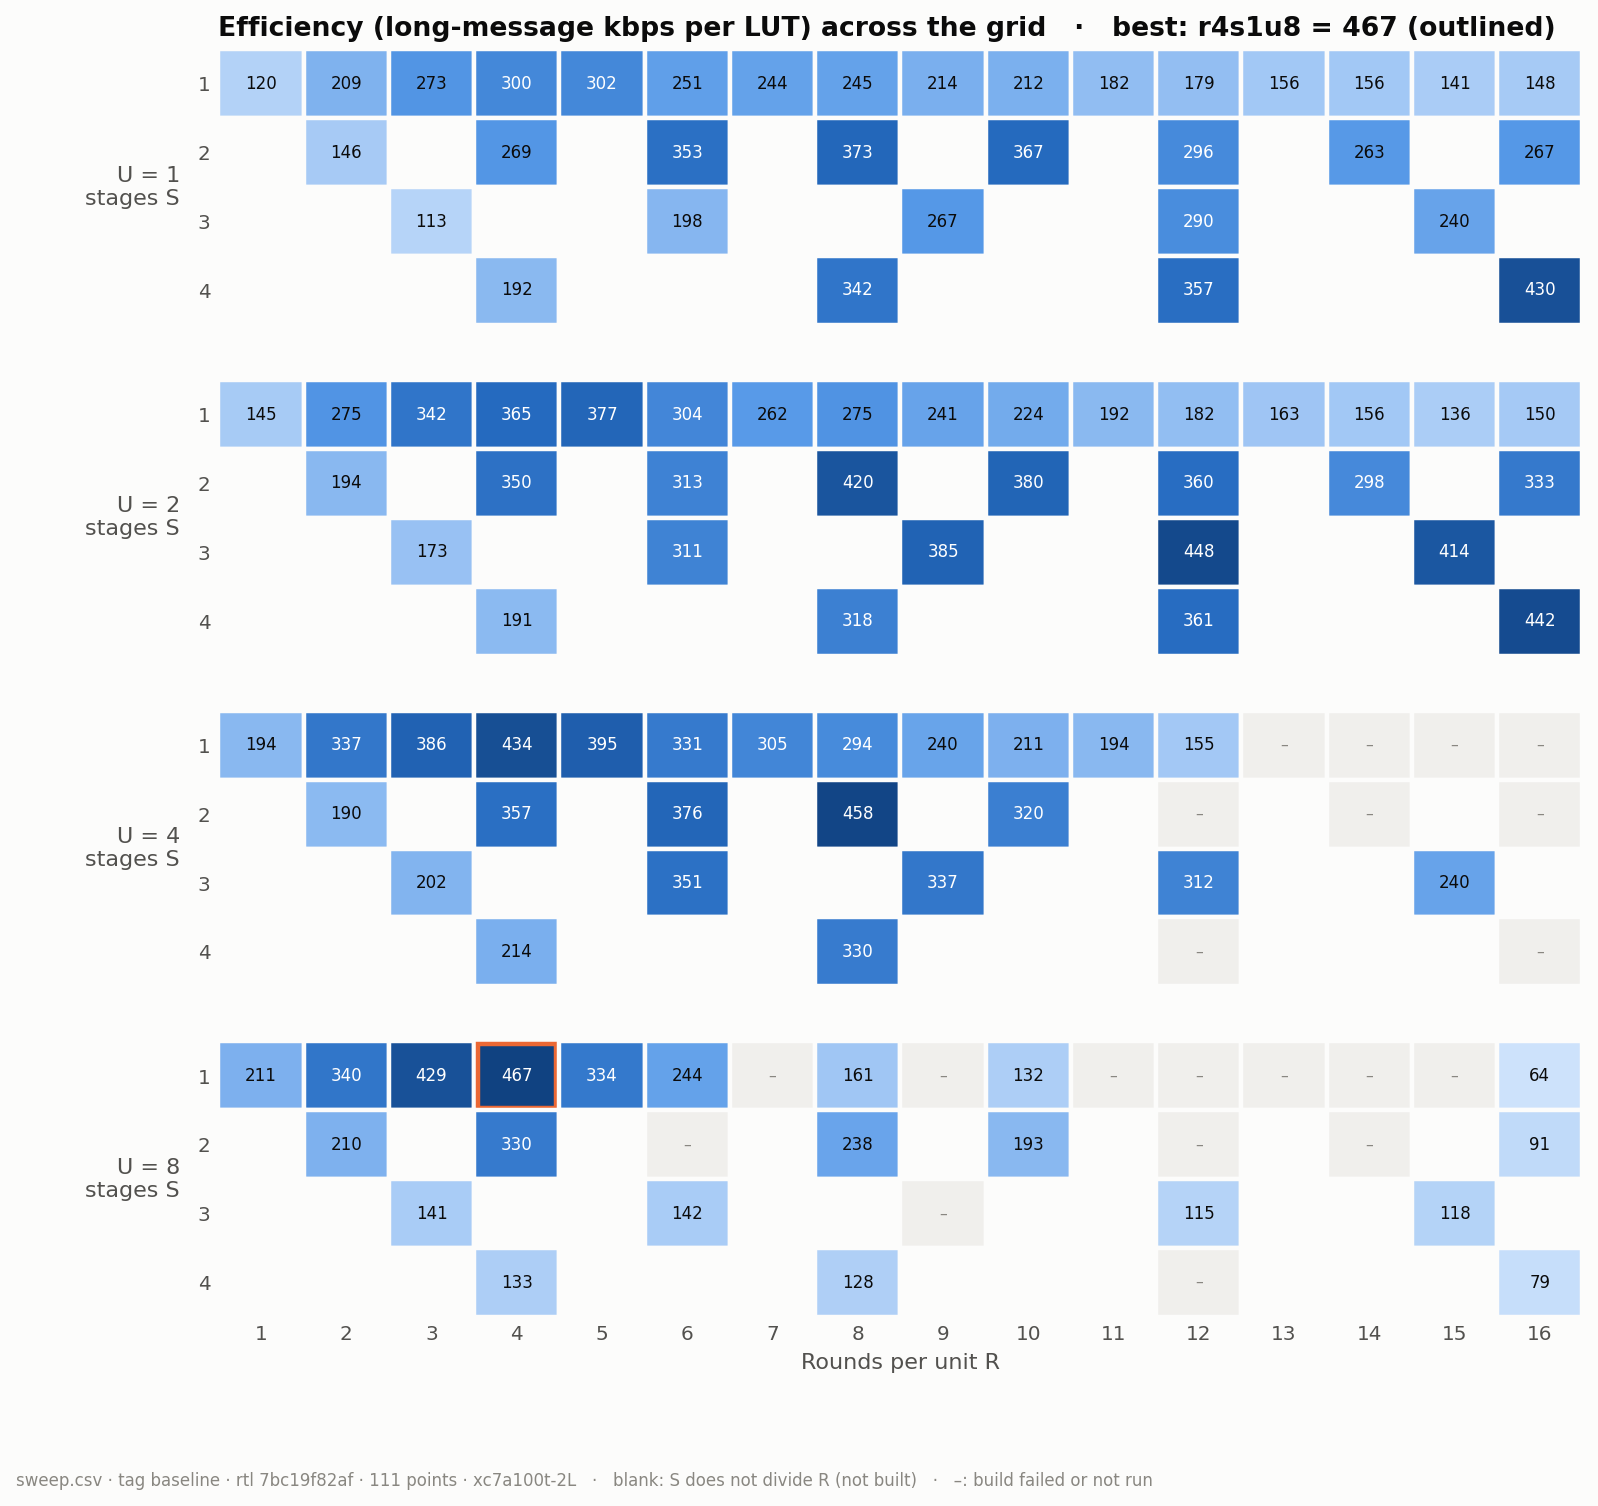 Efficiency (long-message kbps per LUT) across the grid · best: r4s1u8 = 467 (outlined)
1 120 209 273 300 302 251 244 245 214 212 182 179 156 156 141 148
2 146 269 353 373 367 296 263 267
U = 1
stages S
3 113 198 267 290 240
4 192 342 357 430
1 145 275 342 365 377 304 262 275 241 224 192 182 163 156 136 150
2 194 350 313 420 380 360 298 333
U = 2
stages S
3 173 311 385 448 414
4 191 318 361 442
1 194 337 386 434 395 331 305 294 240 211 194 155 – – – –
2 190 357 376 458 320 – – –
U = 4
stages S
3 202 351 337 312 240
4 214 330 – –
1 211 340 429 467 334 244 – 161 – 132 – – – – – 64
2 210 330 – 238 193 – – 91
U = 8
stages S
3 141 142 – 115 118
4 133 128 – 79
1 2 3 4 5 6 7 8 9 10 11 12 13 14 15 16
Rounds per unit R
sweep.csv · tag baseline · rtl 7bc19f82af · 111 points · xc7a100t-2L · blank: S does not divide R (not built) · –: build failed or not run